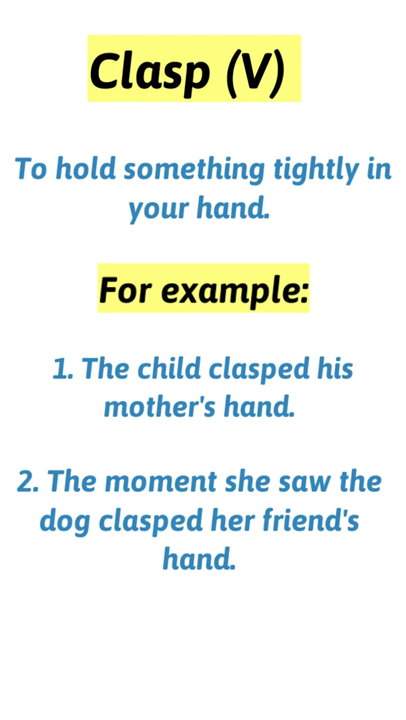 Clasp (V)
To hold something tightly in
your hand.
For example:
1. The child clasped his
mother's hand.
2. The moment she saw the
dog clasped her friend's
hand.